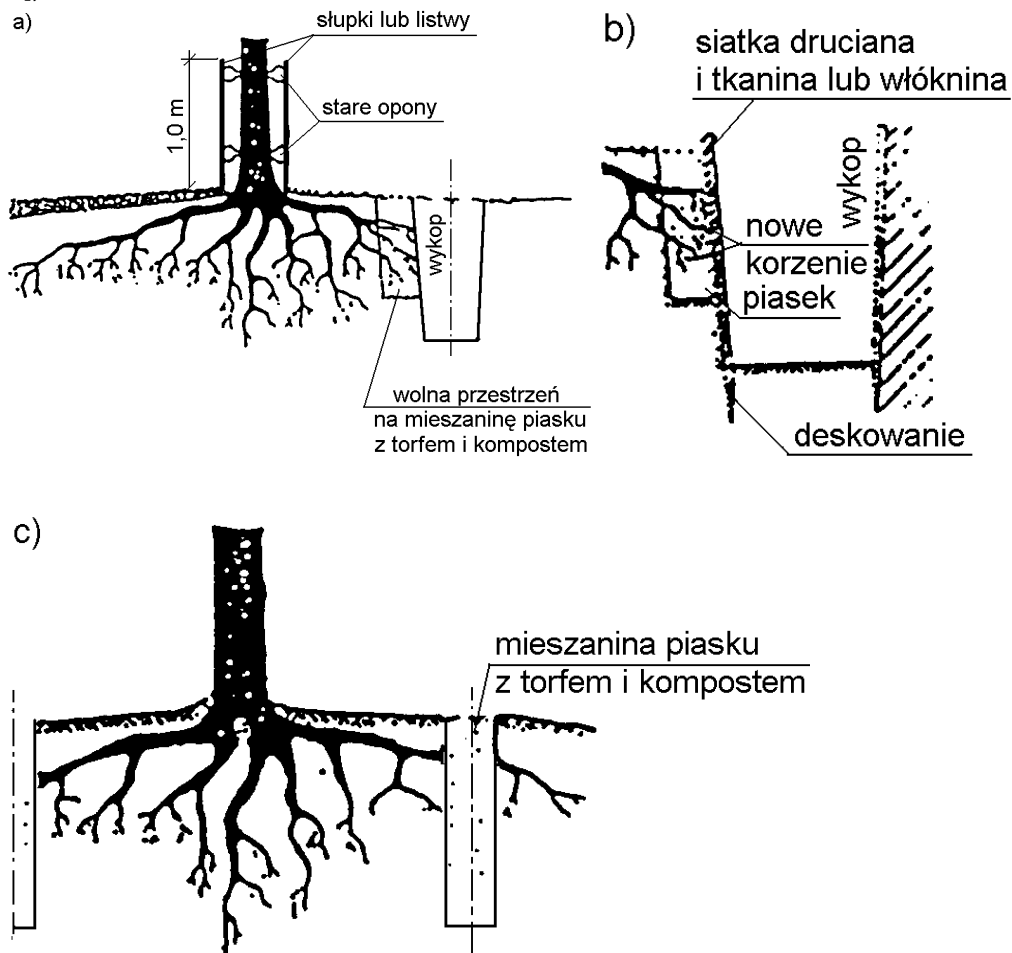 a)
słupki lub listwy
1,0 m
stare opony
wykop
wolna przestrzeń
na mieszaninę piasku
z torfem i kompostem
b)
siatka druciana
i tkanina lub włóknina
wykop
nowe
korzenie
piasek
deskowanie
c)
mieszanina piasku
z torfem i kompostem